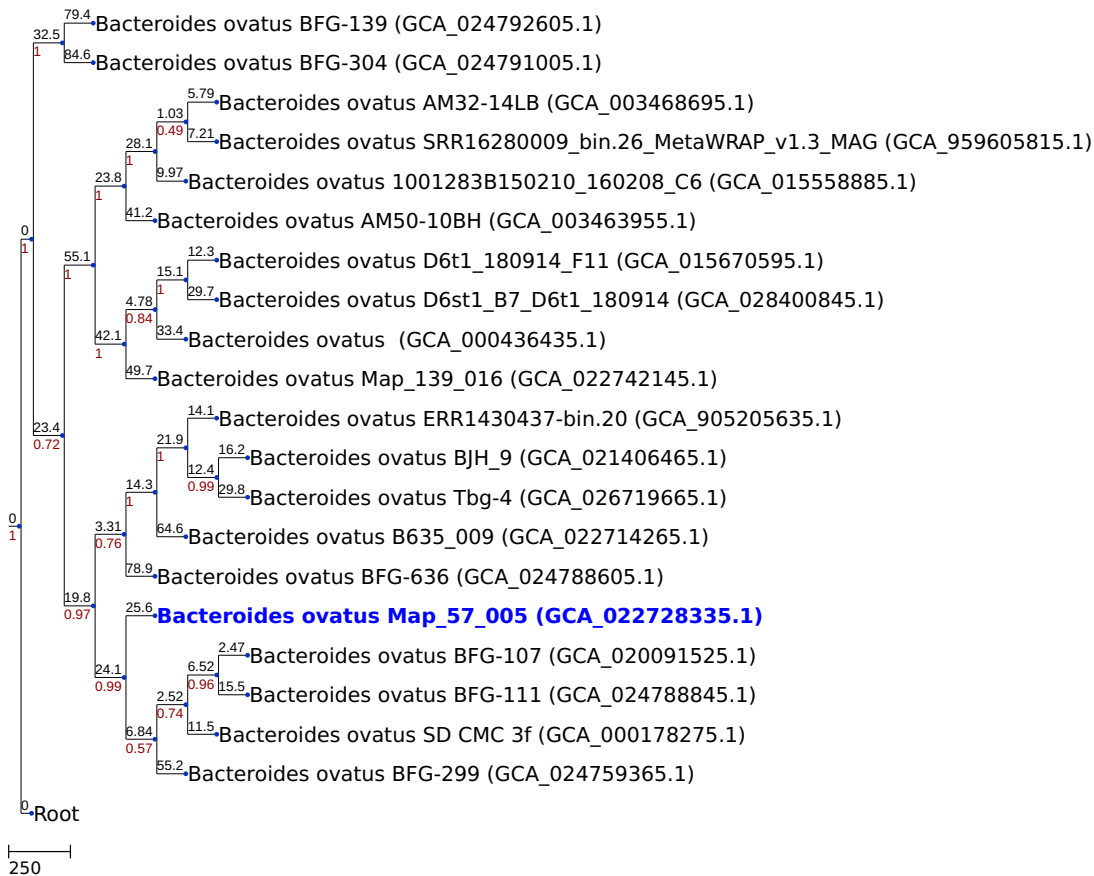 79.4 Bacteroides ovatus BFG-139 (GCA_024792605.1)
32.5
1
84.6 Bacteroides ovatus BFG-304 (GCA_024791005.1)
5.79 Bacteroides ovatus AM32-14LB (GCA_003468695.1)
1.03
0.49
7.21 Bacteroides ovatus SRR16280009_bin.26_MetaWRAP_v1.3_MAG (GCA_959605815.1)
28.1
1
9.97 Bacteroides ovatus 1001283B150210_160208_C6 (GCA_015558885.1)
23.8
1
41.2 Bacteroides ovatus AM50-10BH (GCA_003463955.1)
0
1
55.1
1
12.3 Bacteroides ovatus D6t1_180914_F11 (GCA_015670595.1)
15.1
1
29.7 Bacteroides ovatus D6st1_B7_D6t1_180914 (GCA_028400845.1)
4.78
0.84
33.4 Bacteroides ovatus (GCA_000436435.1)
42.1
1
49.7 Bacteroides ovatus Map_139_016 (GCA_022742145.1)
14.1 Bacteroides ovatus ERR1430437-bin.20 (GCA_905205635.1)
23.4
0.72
21.9
1
16.2 Bacteroides ovatus BJH_9 (GCA_021406465.1)
12.4
0.99
29.8 Bacteroides ovatus Tbg-4 (GCA_026719665.1)
14.3
1
64.6 Bacteroides ovatus B635_009 (GCA_022714265.1)
0
1
3.31
0.76
78.9 Bacteroides ovatus BFG-636 (GCA_024788605.1)
19.8
0.97
25.6 Bacteroides ovatus Map_57_005 (GCA_022728335.1)
2.47 Bacteroides ovatus BFG-107 (GCA_020091525.1)
24.1
0.99
6.52
0.96
15.5 Bacteroides ovatus BFG-111 (GCA_024788845.1)
2.52
0.74
11.5 Bacteroides ovatus SD CMC 3f (GCA_000178275.1)
6.84
0.57
55.2 Bacteroides ovatus BFG-299 (GCA_024759365.1)
0 Root
250